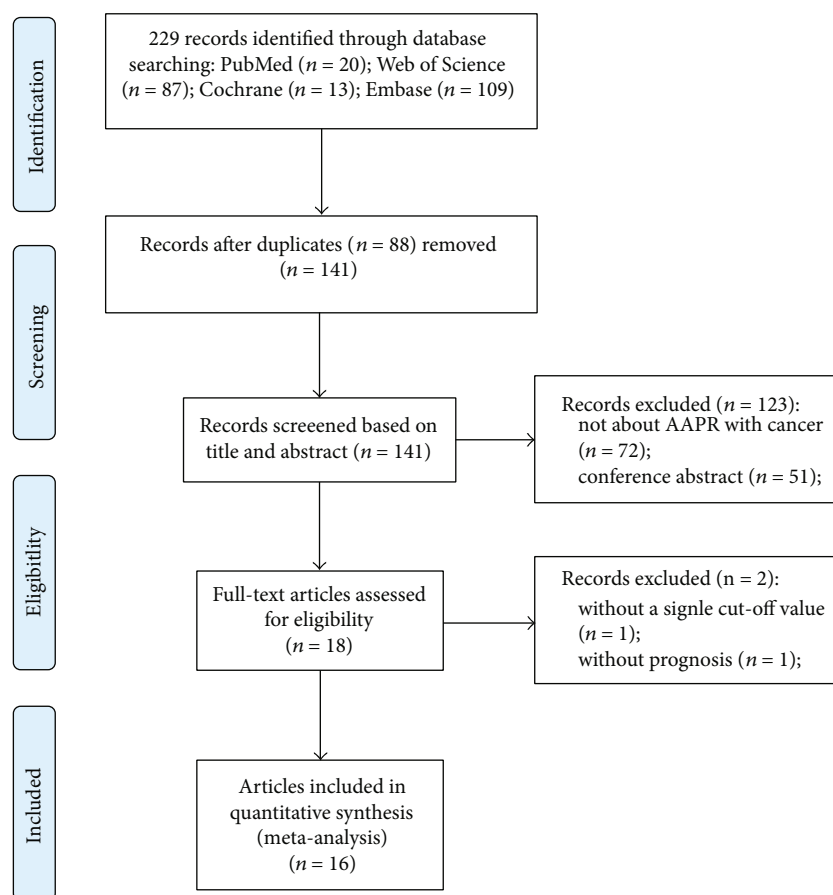 Identification
229 records identified through database
searching: PubMed (n = 20); Web of Science
(n = 87); Cochrane (n = 13); Embase (n = 109)
Records after duplicates (n = 88) removed
(n = 141)
Screening
Records screeened based on
title and abstract (n = 141)
Records excluded (n = 123):
not about AAPR with cancer
(n = 72);
conference abstract (n = 51);
Eligibitlity
Full-text articles assessed
for eligibility
(n = 18)
Records excluded (n = 2):
without a signle cut-off value
(n = 1);
without prognosis (n = 1);
Included
Articles included in
quantitative synthesis
(meta-analysis)
(n = 16)